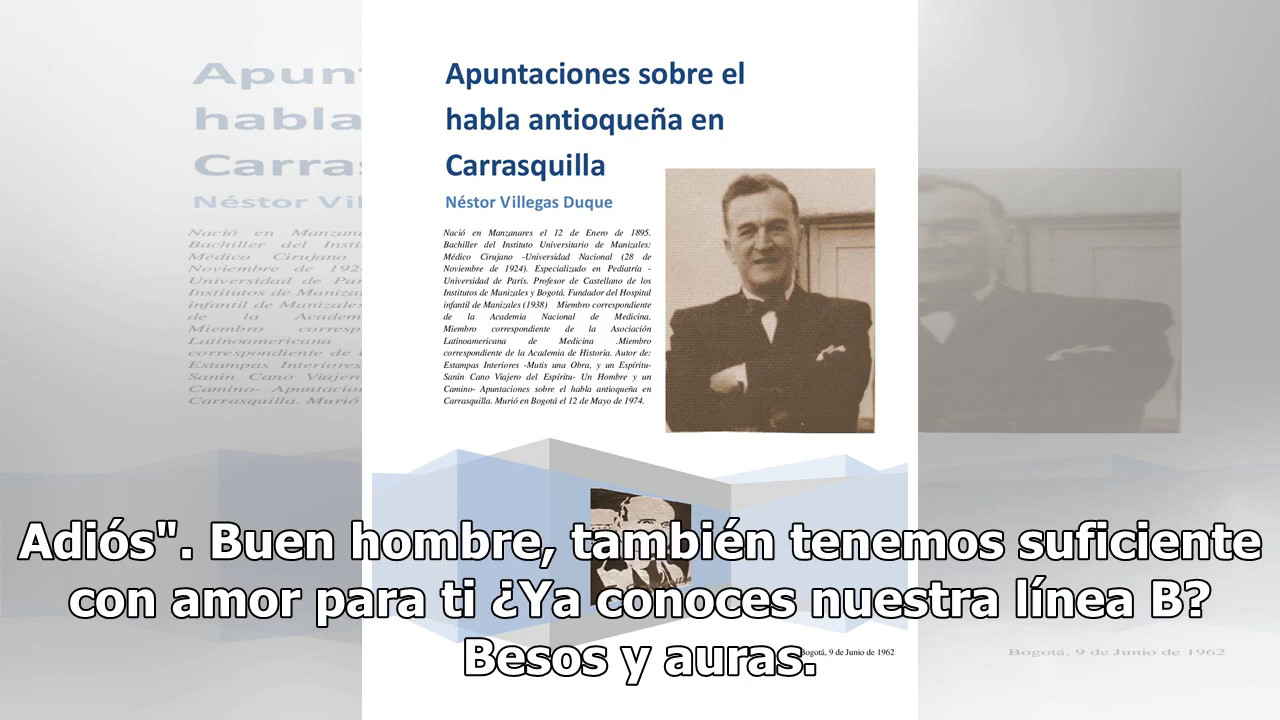 Apuntaciones sobre el
habla antioqueña en
Carrasquilla
Néstor Villegas Duque
Nació en Manzanares el 12 de Enero de 1895.
Bachiller del Instituto Universitario de Manizales:
Médico Cirujano -Universidad Nacional (28 de
Noviembre de 1924). Especializado en Pediatría -
Universidad de París. Profesor de Castellano de los
Institutos de Manizales y Bogotá. Fundador del Hospital
infantil de Manizales (1938) Miembro correspondiente
de la Academia Nacional de Medicina.
Miembro correspondiente de la Asociación
Latinoamericana de Medicina .Miembro
correspondiente de la Academia de Historia. Autor de:
Estampas Interiores -Mutis una Obra, y un Espíritu-
Sanin Cano Viajero del Espíritu- Un Hombre y un
Camino- Apuntaciones sobre el habla antioqueña en
Carrasquilla. Murió en Bogotá el 12 de Mayo de 1974.
Adiós". Buen hombre, también tenemos suficiente
con amor para ti ¿Ya conoces nuestra línea B?
Besos y auras.
Bogotá, 9 de Junio de 1962